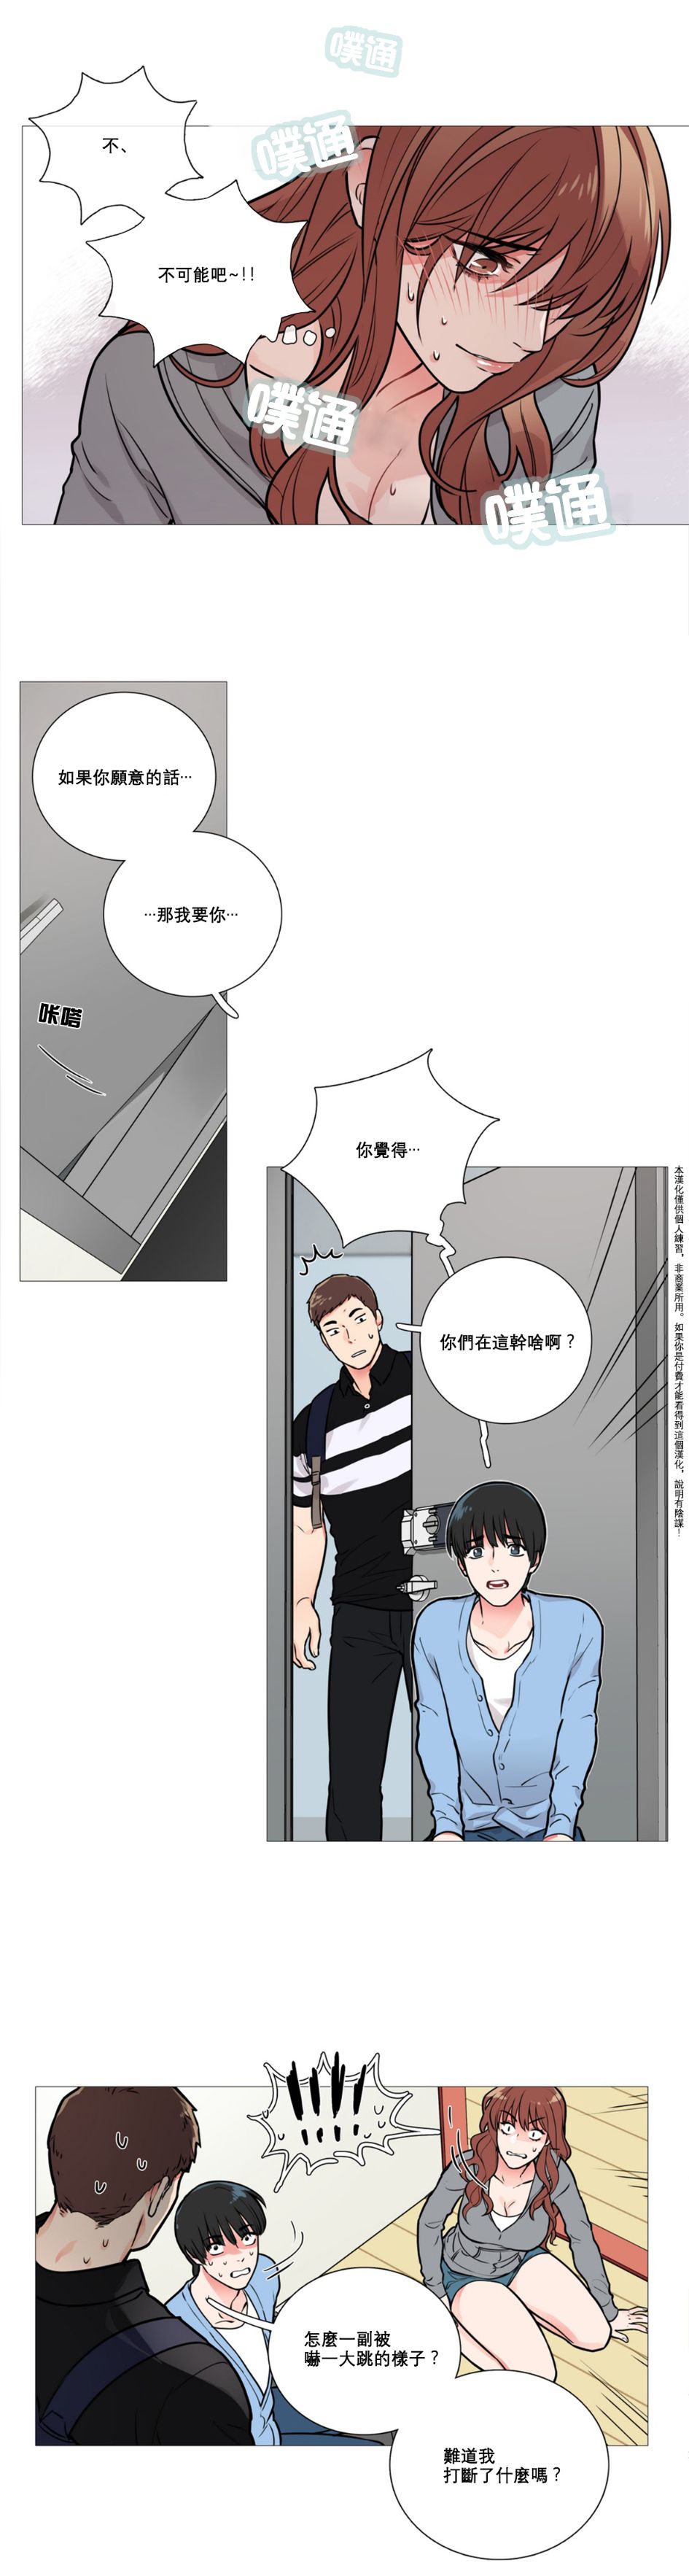 噗通
噗通
不、
不可能吧~!!
噗通
噗通
如果你願意的話…
…那我要你…
咔嗒
你覺得…
你們在這幹啥啊？
本漢化僅供個人練習，非商業所用。如果你是付費才能看得到這個漢化，說明有陰謀！
!!!!
怎麼一副被
嚇一大跳的樣子？
難道我
打斷了什麼嗎？